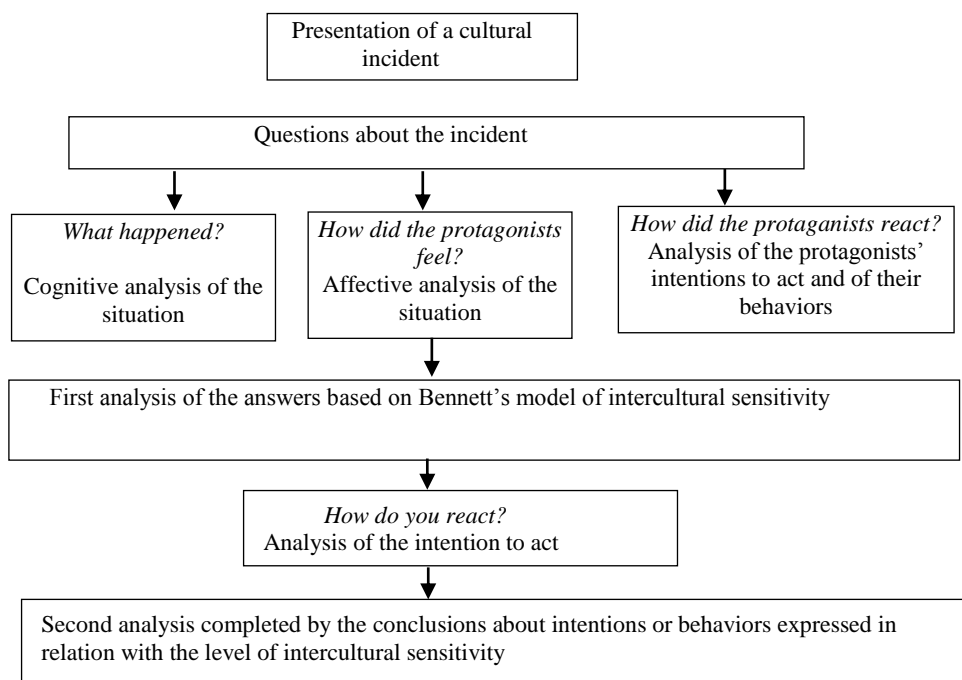 Presentation of a cultural
incident
Questions about the incident
What happened?
Cognitive analysis of the
situation
How did the protagonists
feel?
Affective analysis of the
situation
How did the protaganists react?
Analysis of the protagonists’
intentions to act and of their
behaviors
First analysis of the answers based on Bennett’s model of intercultural sensitivity
How do you react?
Analysis of the intention to act
Second analysis completed by the conclusions about intentions or behaviors expressed in
relation with the level of intercultural sensitivity